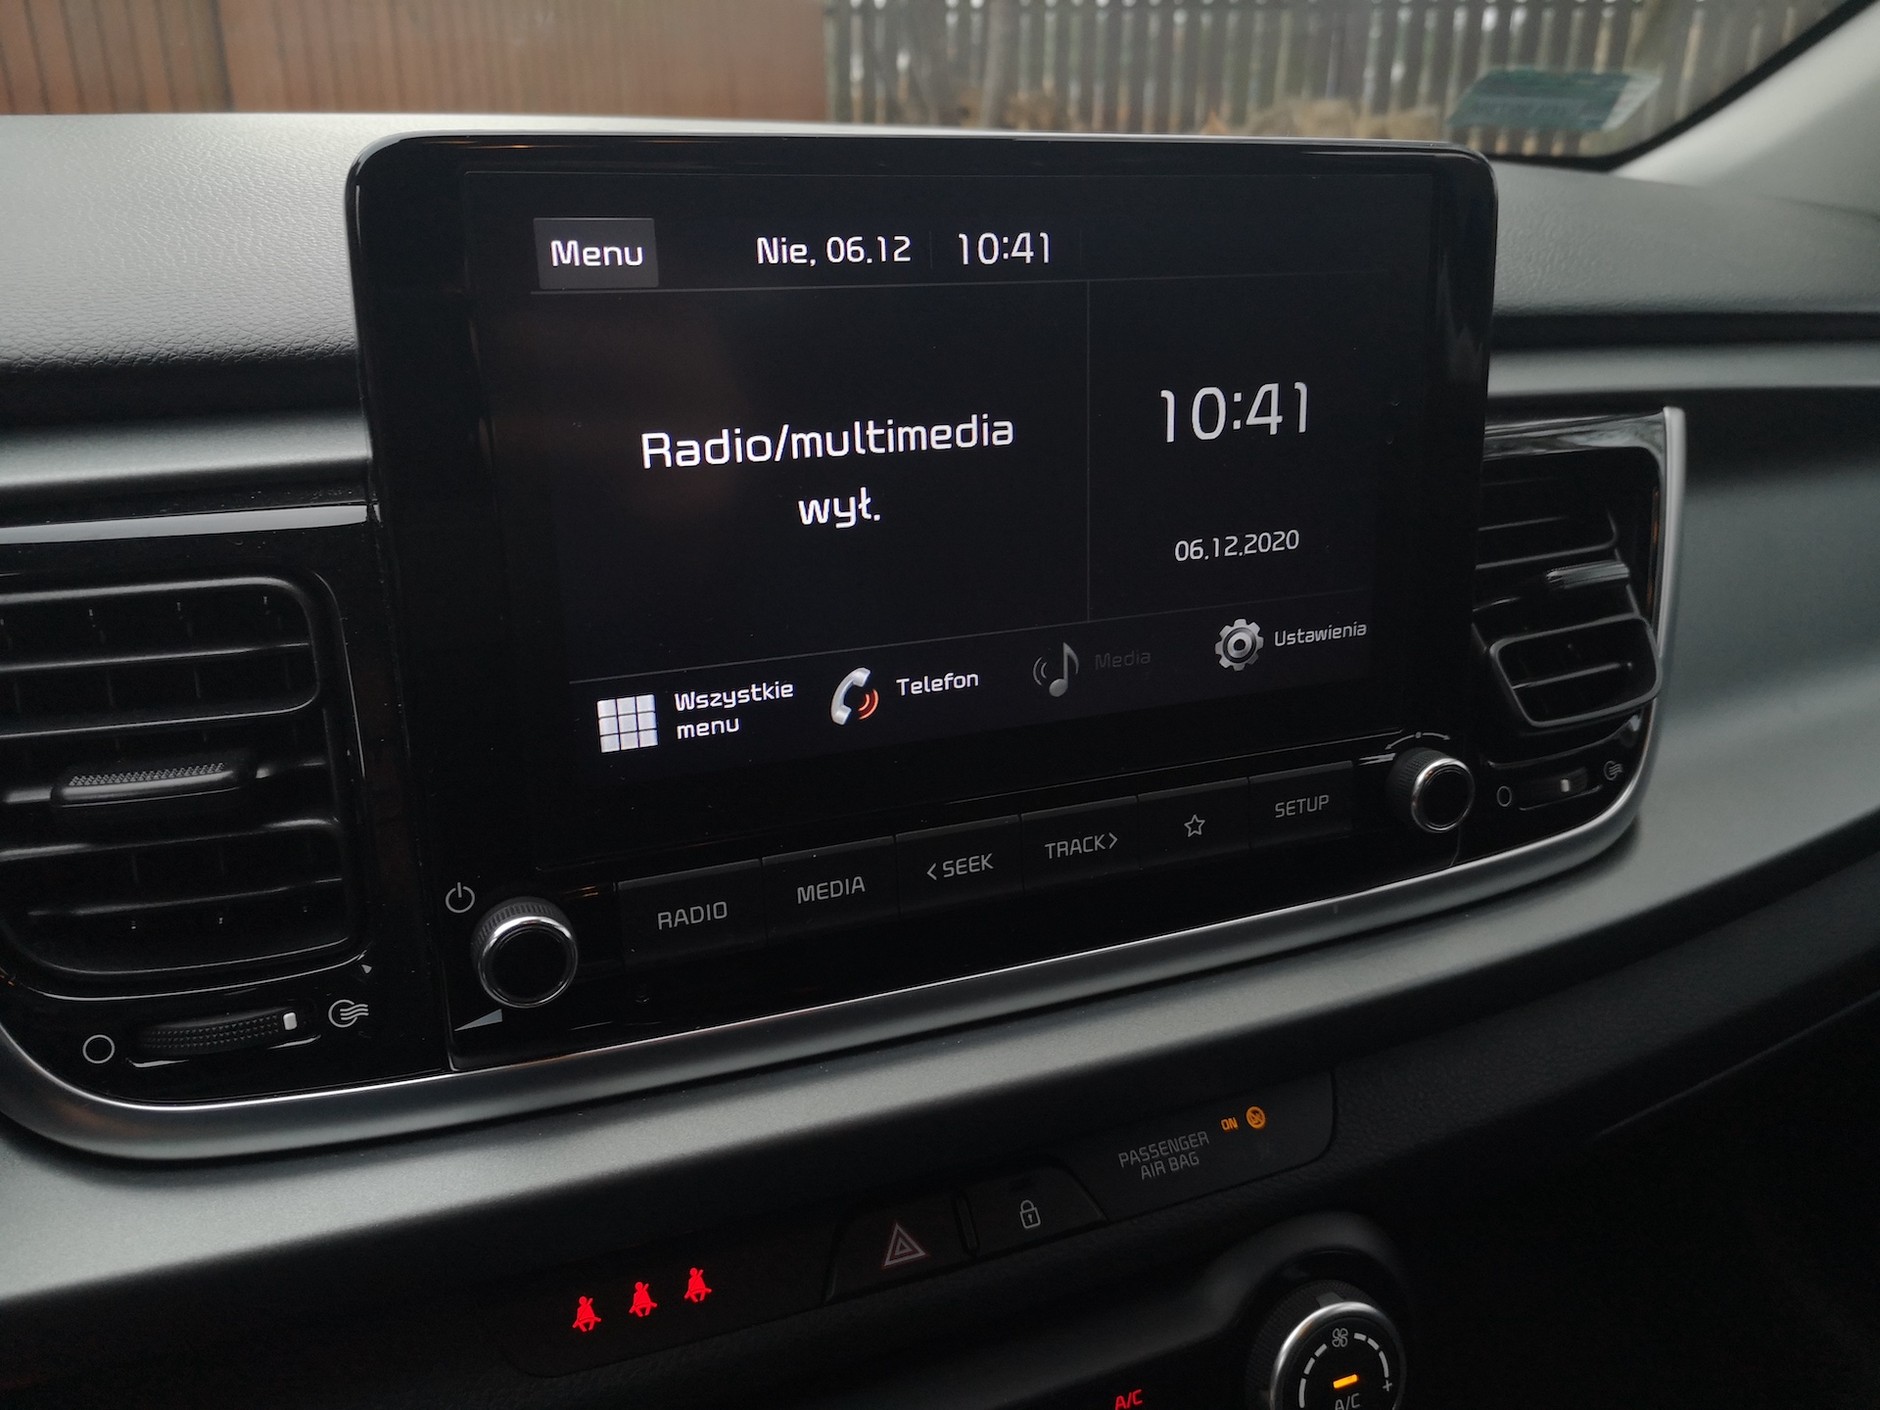 Menu
Nie, 06.12
10:41
Radio/multimedia
wył.
10:41
06.12.2020
Wszystkie
menu
Telefon
Media
Ustawienia
RADIO
MEDIA
<SEEK
TRACK>
SETUP
PASSENGER
AIR BAG
ON
A/C
A/C